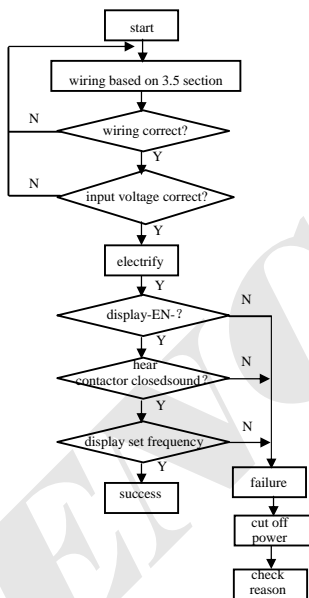 start
wiring based on 3.5 section
N
wiring correct?
Y
N
input voltage correct?
Y
electrify
Y
N
display-EN-？
Y
hear
N
contactor closedsound?
Y
N
display set frequency
Y
success
failure
cut off
power
check
reason